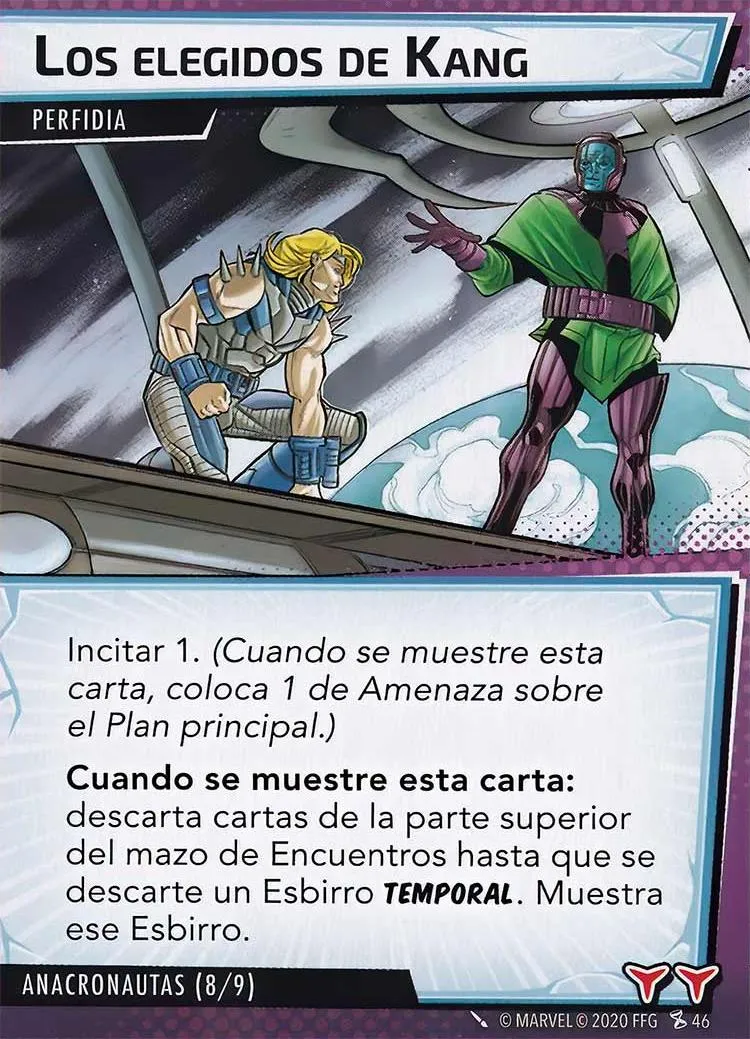 Los elegidos de Kang
PERFIDIA
Incitar 1. (Cuando se muestre esta
carta, coloca 1 de Amenaza sobre
el Plan principal.)
Cuando se muestre esta carta:
descarta cartas de la parte superior
del mazo de Encuentros hasta que se
descarte un Esbirro TEMPORAL. Muestra
ese Esbirro.
ANACRONAUTAS (8/9)
© MARVEL © 2020 FFG 46